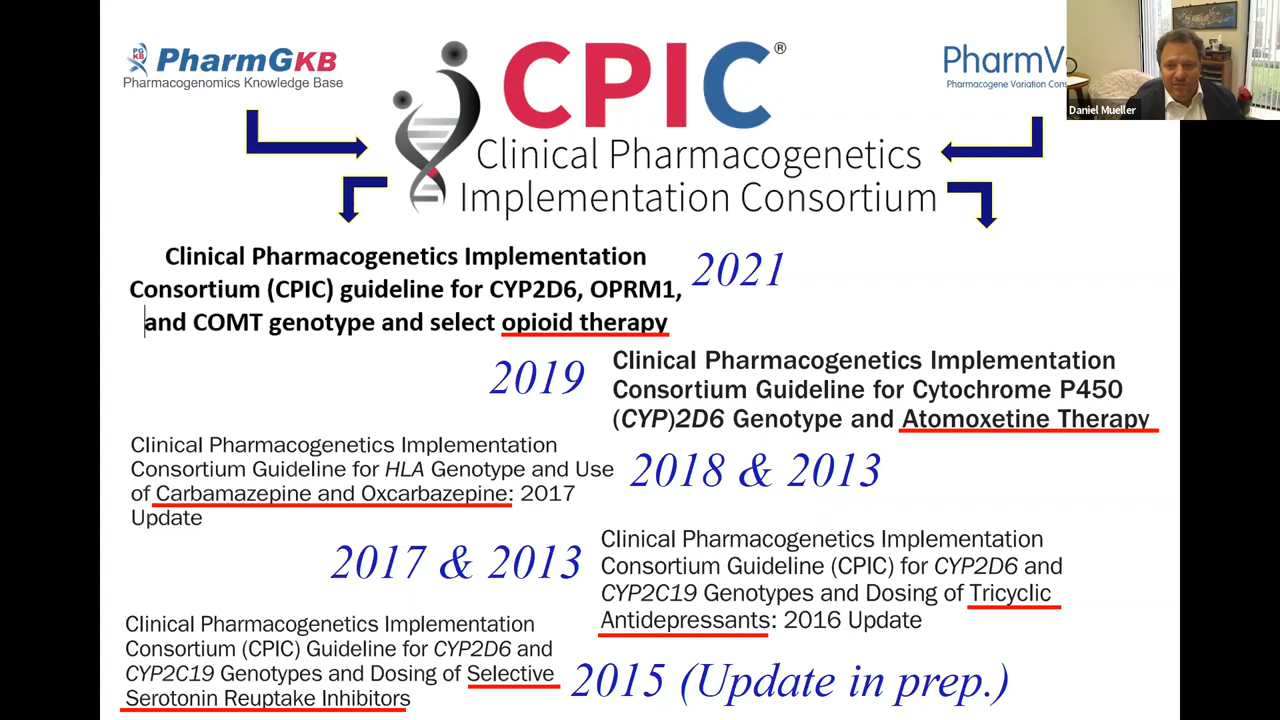 PharmGKB
Pharmacogenomics Knowledge Base
CPIC®
Clinical Pharmacogenetics
Implementation Consortium
PharmV
Pharmacogene Variation Cons
Daniel Mueller
Clinical Pharmacogenetics Implementation
Consortium (CPIC) guideline for CYP2D6, OPRM1,
and COMT genotype and select opioid therapy
2021
2019
Clinical Pharmacogenetics Implementation
Consortium Guideline for Cytochrome P450
(CYP)2D6 Genotype and Atomoxetine Therapy
Clinical Pharmacogenetics Implementation
Consortium Guideline for HLA Genotype and Use
of Carbamazepine and Oxcarbazepine: 2017
Update
2018 & 2013
2017 & 2013
Clinical Pharmacogenetics Implementation
Consortium Guideline (CPIC) for CYP2D6 and
CYP2C19 Genotypes and Dosing of Tricyclic
Antidepressants: 2016 Update
Clinical Pharmacogenetics Implementation
Consortium (CPIC) Guideline for CYP2D6 and
CYP2C19 Genotypes and Dosing of Selective
Serotonin Reuptake Inhibitors
2015 (Update in prep.)